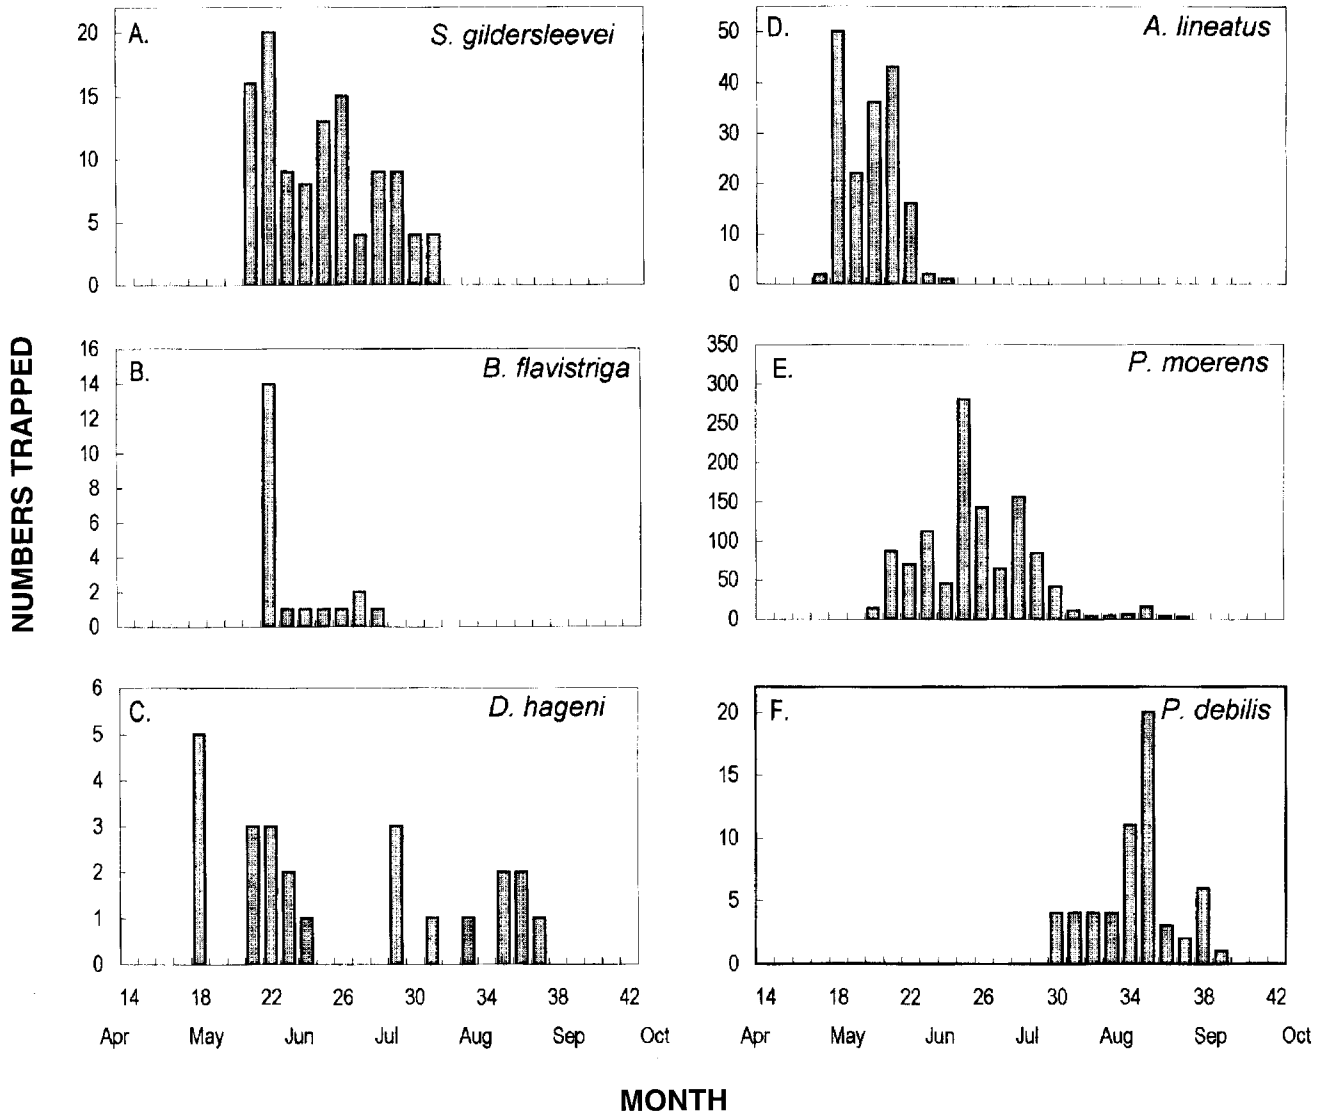 NUMBERS TRAPPED
A.
S. gildersleevei
20
15
10
5
0
B.
B. flavistriga
16
14
12
10
8
6
4
2
0
C.
D. hageni
6
5
4
3
2
1
0
14 18 22 26 30 34 38 42
Apr May Jun Jul Aug Sep Oct
D.
A. lineatus
50
40
30
20
10
0
E.
P. moerens
350
300
250
200
150
100
50
0
F.
P. debilis
20
15
10
5
0
14 18 22 26 30 34 38 42
Apr May Jun Jul Aug Sep Oct
MONTH